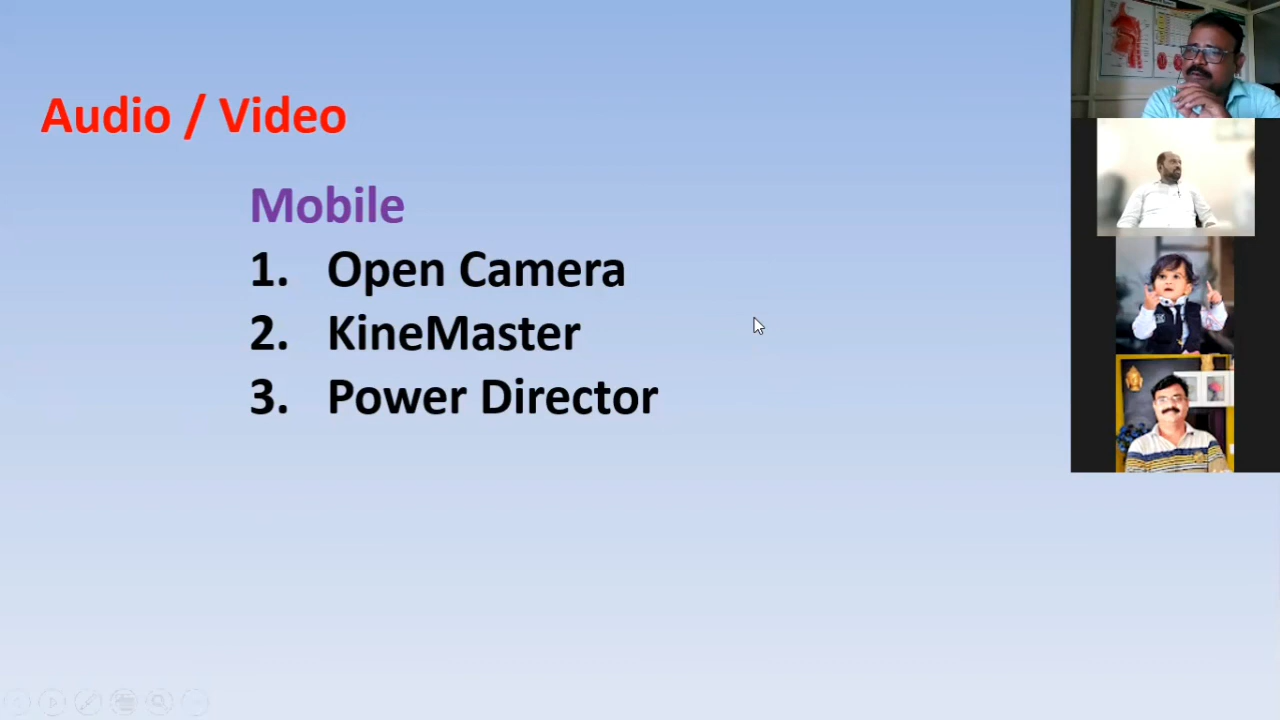 Audio / Video
Mobile
1. Open Camera
2. KineMaster
3. Power Director